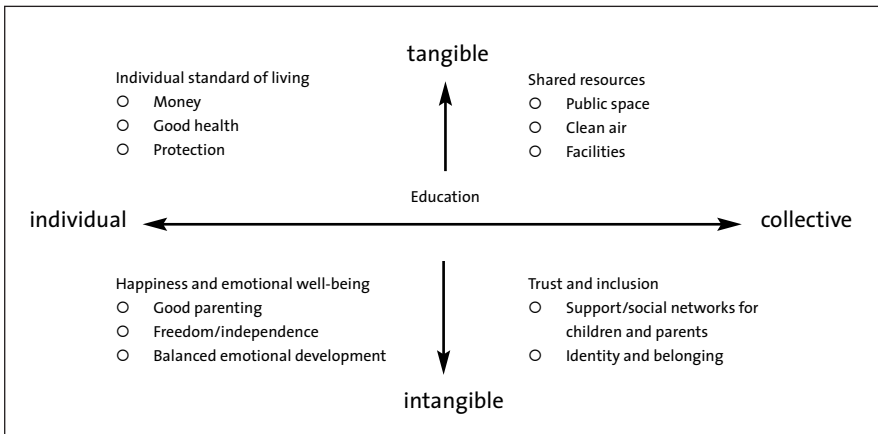 tangible
Individual standard of living
Money
Good health
Protection
Shared resources
Public space
Clean air
Facilities
Education
individual
collective
Happiness and emotional well-being
Good parenting
Freedom/independence
Balanced emotional development
Trust and inclusion
Support/social networks for
children and parents
Identity and belonging
intangible